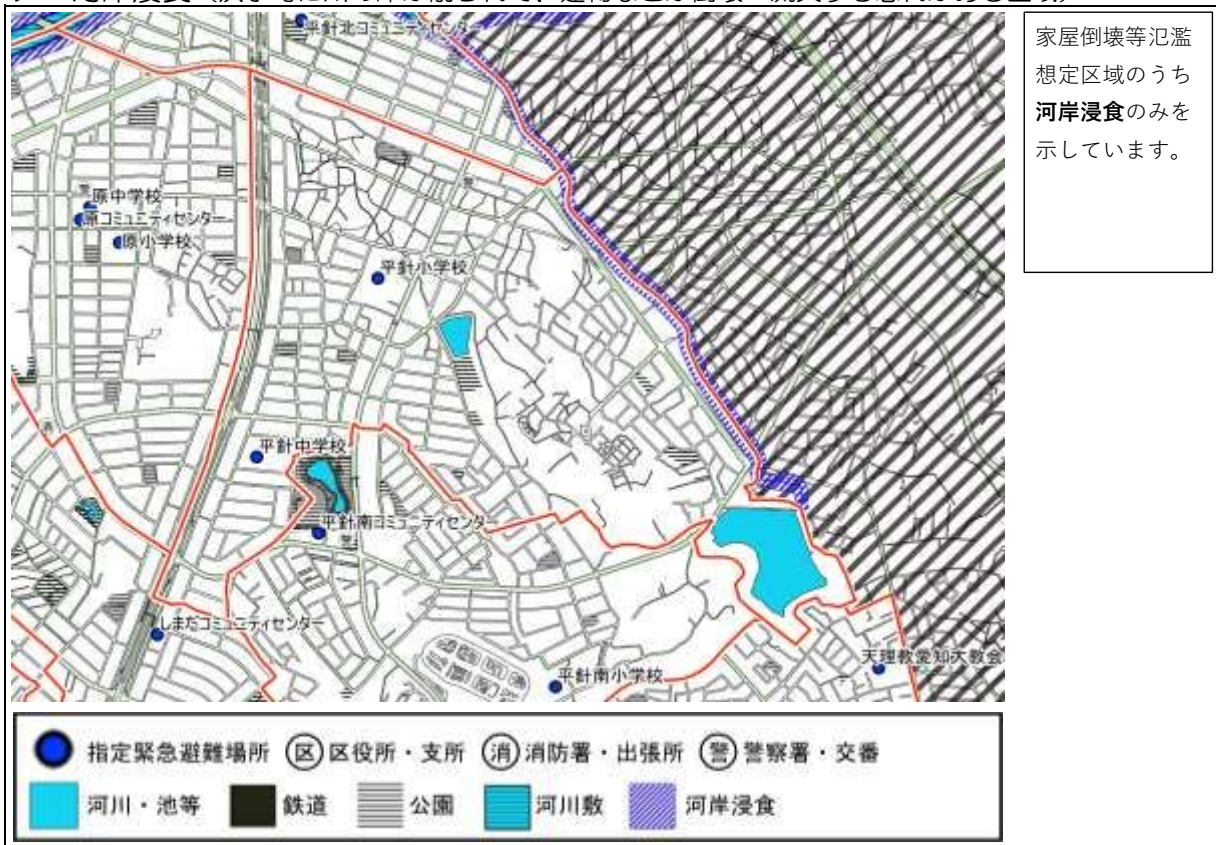 家屋倒壊等氾濫
想定区域のうち
河岸浸食のみを
示しています。
平針北コミュニティセンター
原中学校
原コミュニティセンター
原小学校
平針小学校
平針中学校
平針南コミュニティセンター
しまだコミュニティセンター
平針南小学校
天理教愛知大教会
指定緊急避難場所 区 区役所・支所 消 消防署・出張所 警 警察署・交番
河川・池等 鉄道 公園 河川敷 河岸浸食